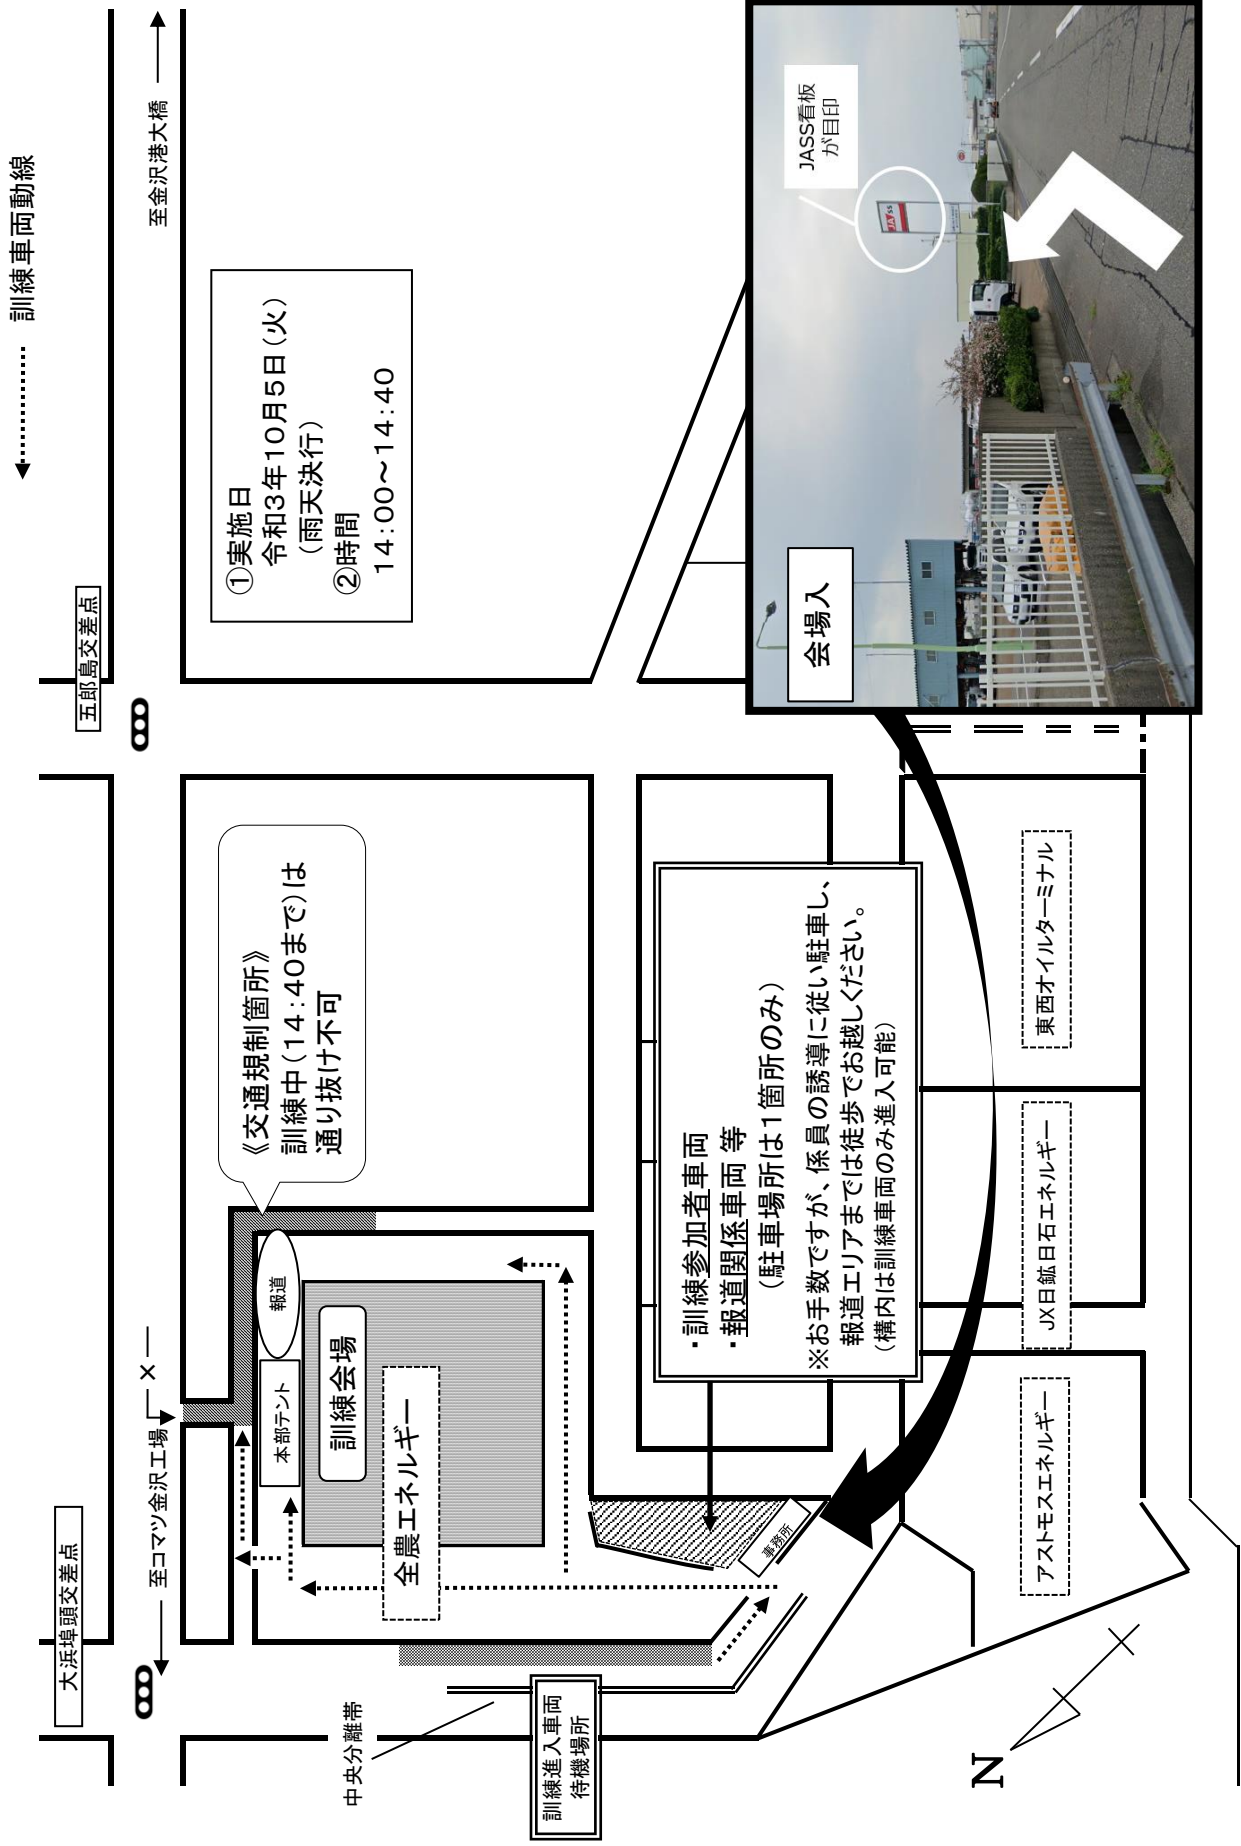 訓練車両動線
至金沢港大橋
五郎島交差点
①実施日
令和3年10月5日(火)
(雨天決行)
②時間
14:00～14:40
JASS看板
が目印
JASS
会場入
《交通規制箇所》
訓練中(14:40まで)は
通り抜け不可
大浜埠頭交差点
至コマツ金沢工場
×
報道
本部テント
訓練会場
全農エネルギー
・訓練参加者車両
・報道関係車両 等
(駐車場所は1箇所のみ)
※お手数ですが、係員の誘導に従い駐車し、
報道エリアまでは徒歩でお越しください。
(構内は訓練車両のみ進入可能)
事務所
中央分離帯
訓練進入車両
待機場所
東西オイルターミナル
JX日鉱日石エネルギー
アストモスエネルギー
N